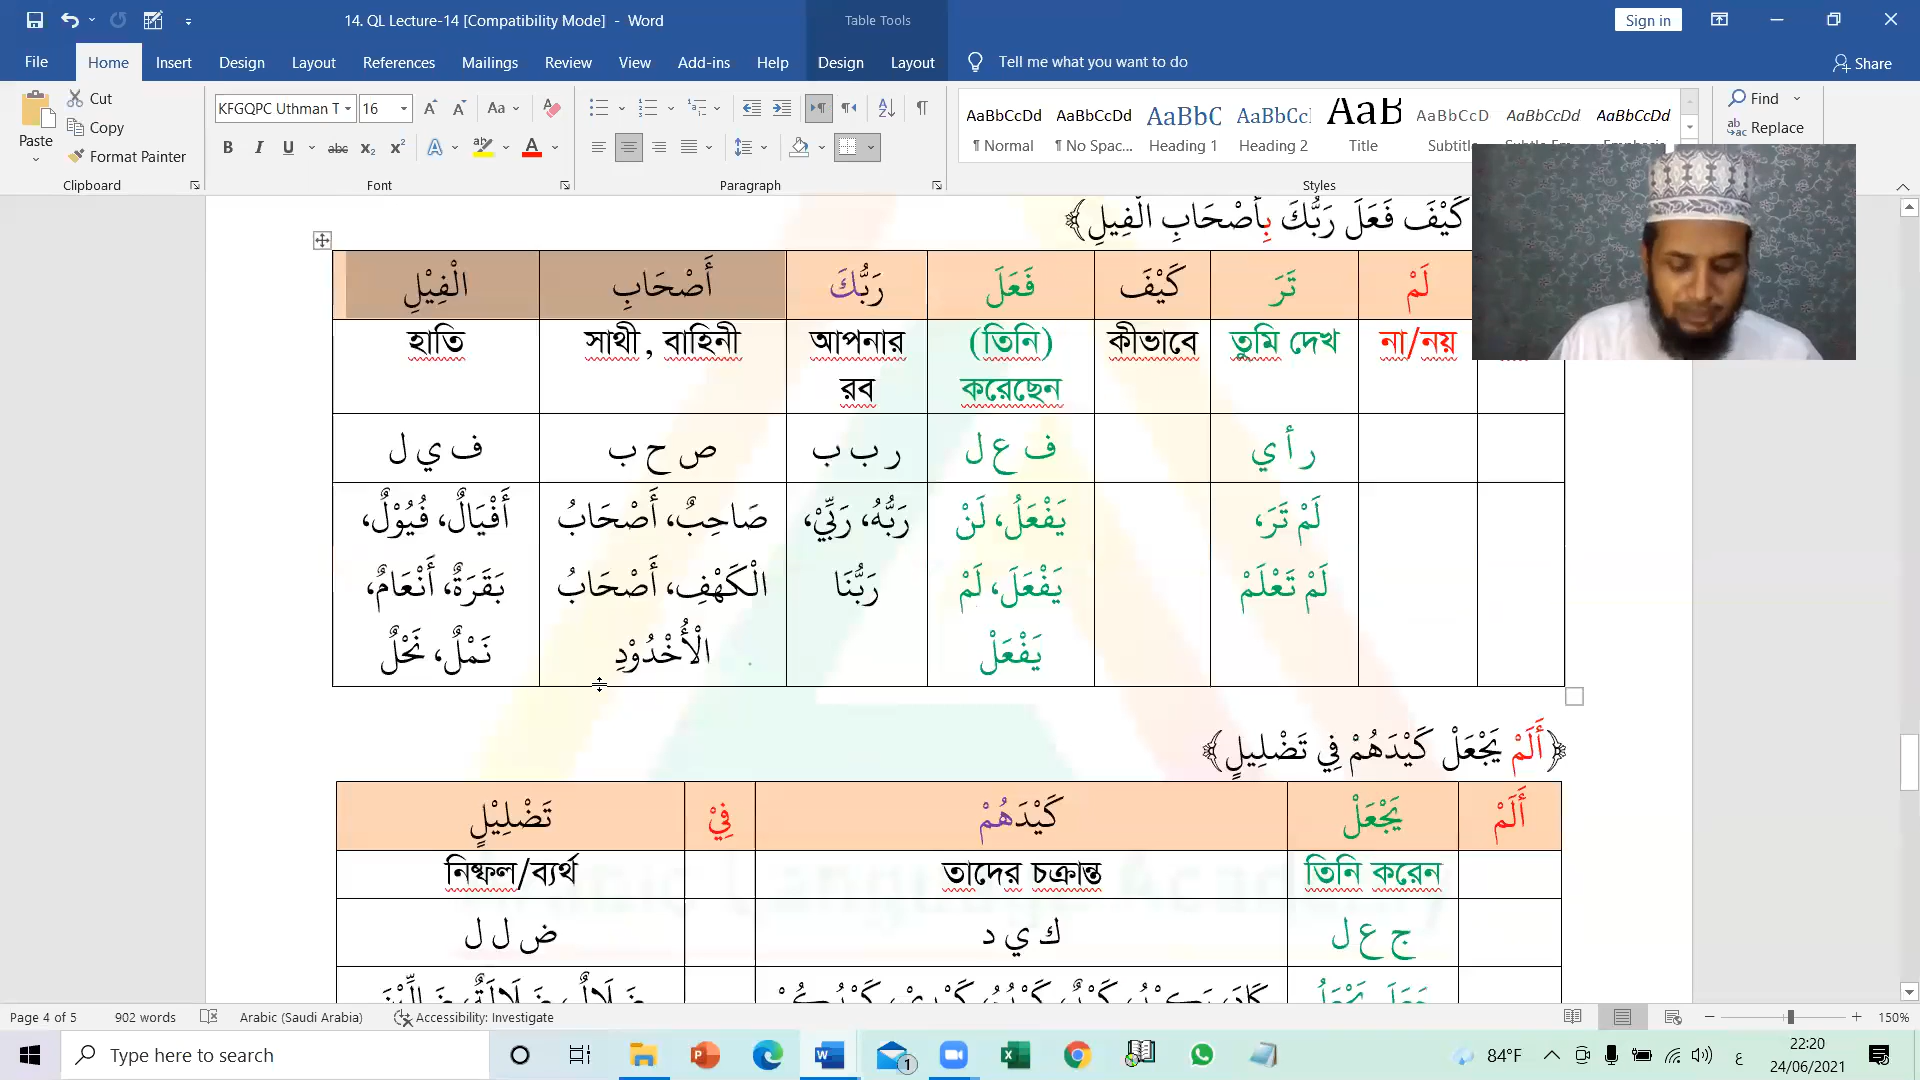 14. QL Lecture-14 [Compatibility Mode] - Word
Table Tools
Sign in
File Home Insert Design Layout References Mailings Review View Add-ins Help Design Layout Tell me what you want to do Share
Cut
Copy
Format Painter
Paste
Clipboard
KFGQPC Uthman T 16
Font
Paragraph
AaBbCcDd AaBbCcDd AaBbC AaBbCcl AaB AaBbCcD AaBbCcDd AaBbCcDd
¶ Normal ¶ No Spac... Heading 1 Heading 2 Title
Styles
Find
Replace
كَيْفَ فَعَلَ رَبُّكَ بِأَصْحَابِ الْفِيلِ﴾
لَمْ تَرَ كَيْفَ فَعَلَ رَبُّكَ أَصْحَابِ الْفِيْلِ
না/নয় তুমি দেখ কীভাবে (তিনি) করেছেন আপনার রব সাথী, বাহিনী হাতি
ر أ ي ف ع ل ر ب ب ص ح ب ف ي ل
لَمْ تَرَ، يَفْعَلُ، لَنْ رَبُّهُ، رَبِّيْ، صَاحِبٌ، أَصْحَابُ أَفْيَالٌ، فُيُوْلٌ،
لَمْ تَعْلَمْ يَفْعَلَ، لَمْ رَبُّنَا الْكَهْفِ، أَصْحَابُ بَقَرَةٌ، أَنْعَامٌ،
يَفْعَلْ الْأُخْدُوْدِ نَمْلٌ، نَحْلٌ
﴿أَلَمْ يَجْعَلْ كَيْدَهُمْ فِي تَضْلِيلٍ﴾
أَلَمْ يَجْعَلْ كَيْدَهُمْ فِيْ تَضْلِيْلٍ
তিনি করেন তাদের চক্রান্ত নিষ্ফল/ব্যর্থ
ج ع ل ك ي د ض ل ل
Page 4 of 5 902 words Arabic (Saudi Arabia) Accessibility: Investigate 150%
Type here to search
1
84°F
ع
22:20
24/06/2021